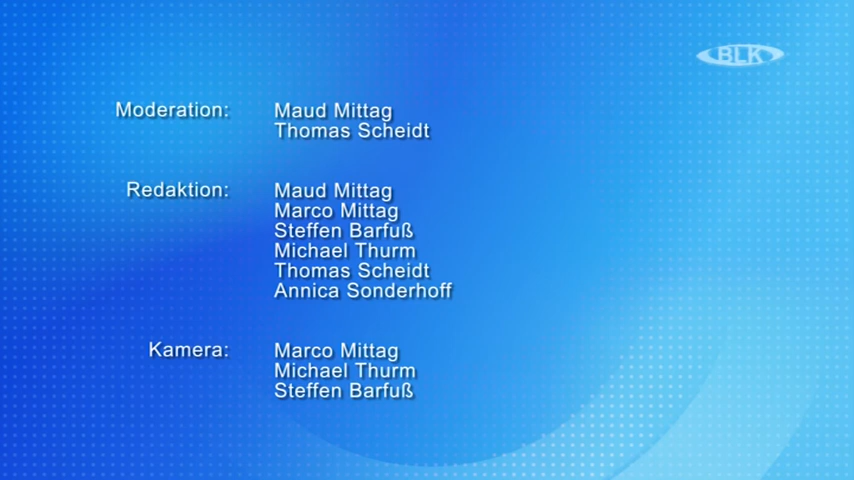 BLK
Moderation: Maud Mittag
Thomas Scheidt
Redaktion: Maud Mittag
Marco Mittag
Steffen Barfuß
Michael Thurm
Thomas Scheidt
Annica Sonderhoff
Kamera: Marco Mittag
Michael Thurm
Steffen Barfuß